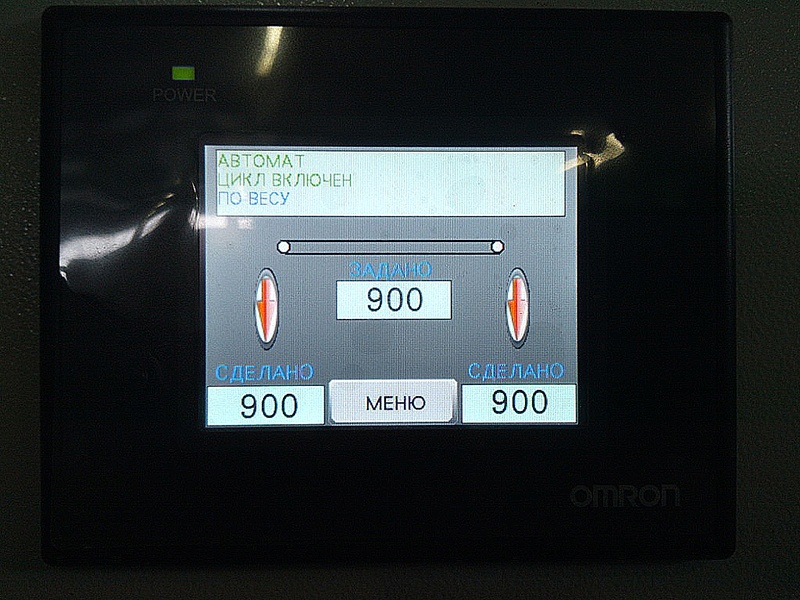 POWER
АВТОМАТ
ЦИКЛ ВКЛЮЧЕН
ПО ВЕСУ
ЗАДАНО
900
СДЕЛАНО
СДЕЛАНО
900
МЕНЮ
900
OMRON